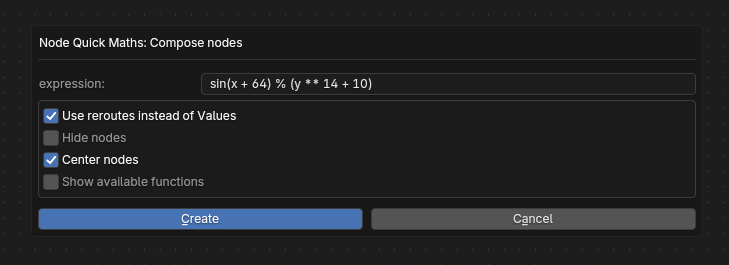 Node Quick Maths: Compose nodes
expression: sin(x + 64) % (y ** 14 + 10)
Use reroutes instead of Values
Hide nodes
Center nodes
Show available functions
Create Cancel